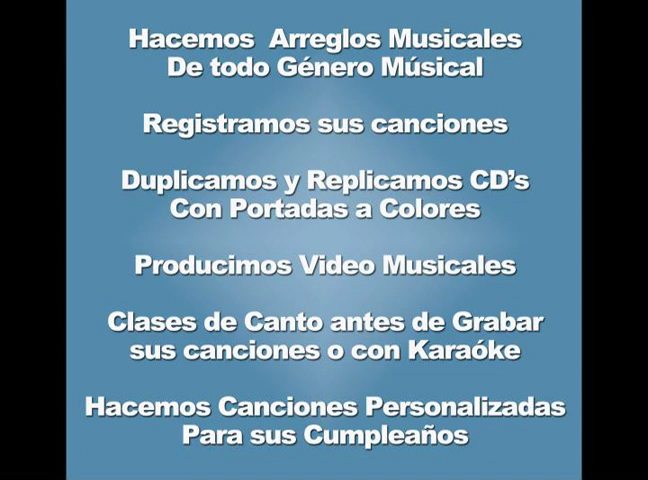 Hacemos Arreglos Musicales
De todo Género Músical
Registramos sus canciones
Duplicamos y Replicamos CD's
Con Portadas a Colores
Producimos Video Musicales
Clases de Canto antes de Grabar
sus canciones o con Karaóke
Hacemos Canciones Personalizadas
Para sus Cumpleaños